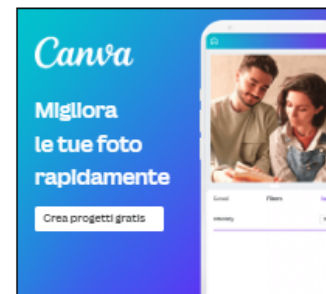 Canva
Migliora
le tue foto
rapidamente
Crea progetti gratis
Filters